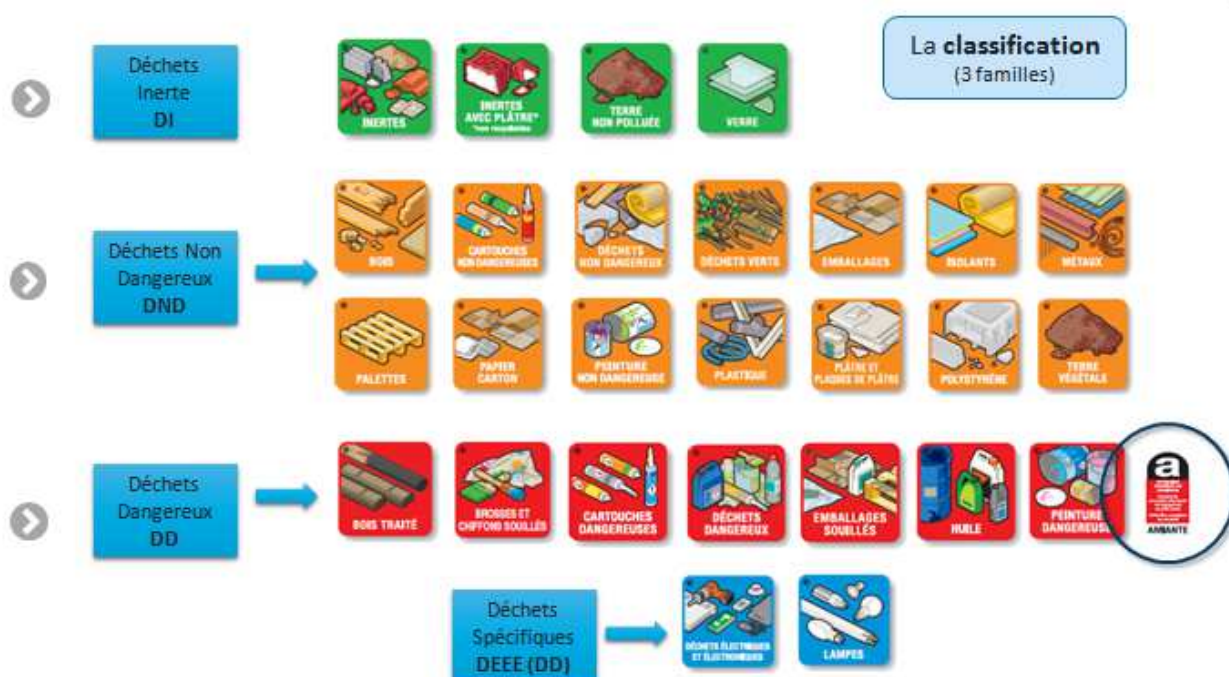 La classification
(3 familles)
Déchets
Inerte
DI
INERTES
INERTES
AVEC PLÂTRE*
*non recyclables
TERRE
NON POLLUÉE
VERRE
Déchets Non
Dangereux
DND
BOIS
CARTOUCHES
NON DANGEREUSES
DÉCHETS
NON DANGEREUX
DÉCHETS VERTS
EMBALLAGES
ISOLANTS
MÉTAUX
PALETTES
PAPIER
CARTON
PEINTURE
NON DANGEREUSE
PLASTIQUE
PLÂTRE ET
PLAQUES DE PLÂTRE
POLYSTYRÈNE
TERRE
VÉGÉTALE
Déchets
Dangereux
DD
BOIS TRAITÉ
BROSSES ET
CHIFFONS SOUILLÉS
CARTOUCHES
DANGEREUSES
DÉCHETS
DANGEREUX
EMBALLAGES
SOUILLÉS
HUILE
PEINTURE
DANGEREUSE
a
AMIANTE
Déchets
Spécifiques
DEEE (DD)
DÉCHETS ÉLECTRIQUES
ET ÉLECTRONIQUES
LAMPES